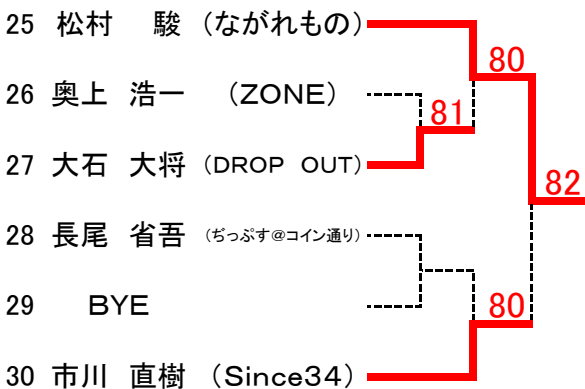 25 松村 駿 (ながれもの)
80
26 奥上 浩一 (ZONE)
81
27 大石 大将 (DROP OUT)
82
28 長尾 省吾 (ぢっぷす@コイン通り)
29 BYE
80
30 市川 直樹 (Since34)